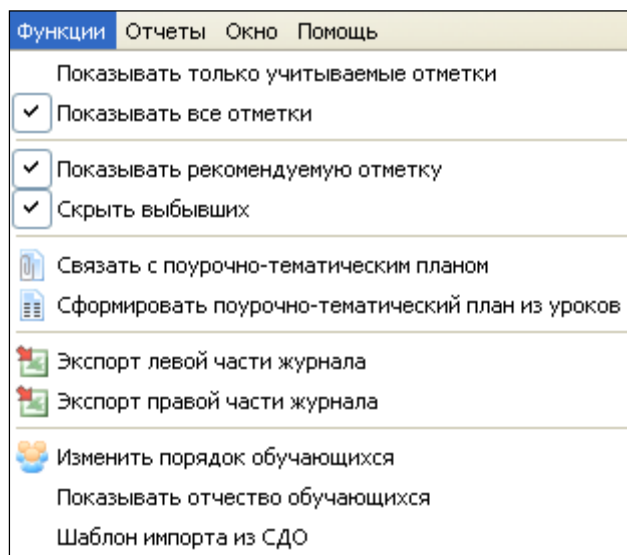 Функции Отчеты Окно Помощь
Показывать только учитываемые отметки
Показывать все отметки
Показывать рекомендуемую отметку
Скрыть выбывших
Связать с поурочно-тематическим планом
Сформировать поурочно-тематический план из уроков
Экспорт левой части журнала
Экспорт правой части журнала
Изменить порядок обучающихся
Показывать отчество обучающихся
Шаблон импорта из СДО